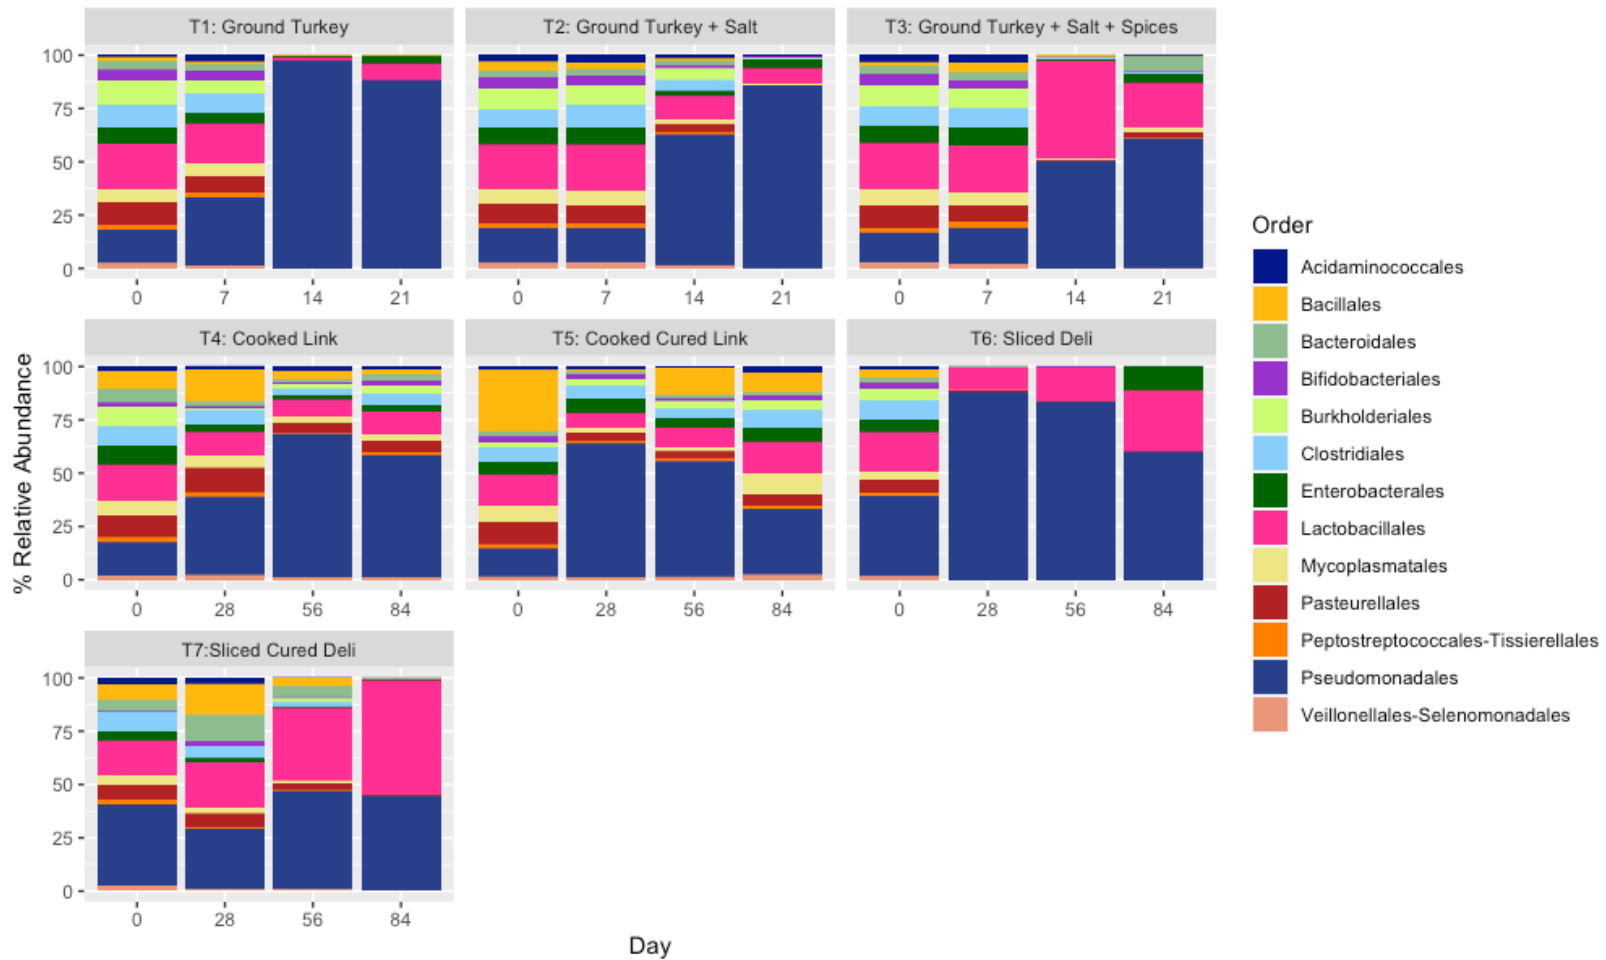 T1: Ground Turkey
T2: Ground Turkey + Salt
T3: Ground Turkey + Salt + Spices
100
75
50
25
0
0 7 14 21
0 7 14 21
0 7 14 21
T4: Cooked Link
T5: Cooked Cured Link
T6: Sliced Deli
100
75
50
25
0
0 28 56 84
0 28 56 84
0 28 56 84
T7:Sliced Cured Deli
100
75
50
25
0
0 28 56 84
% Relative Abundance
Day
Order
Acidaminococcales
Bacillales
Bacteroidales
Bifidobacteriales
Burkholderiales
Clostridiales
Enterobacterales
Lactobacillales
Mycoplasmatales
Pasteurellales
Peptostreptococcales-Tissierellales
Pseudomonadales
Veillonellales-Selenomonadales